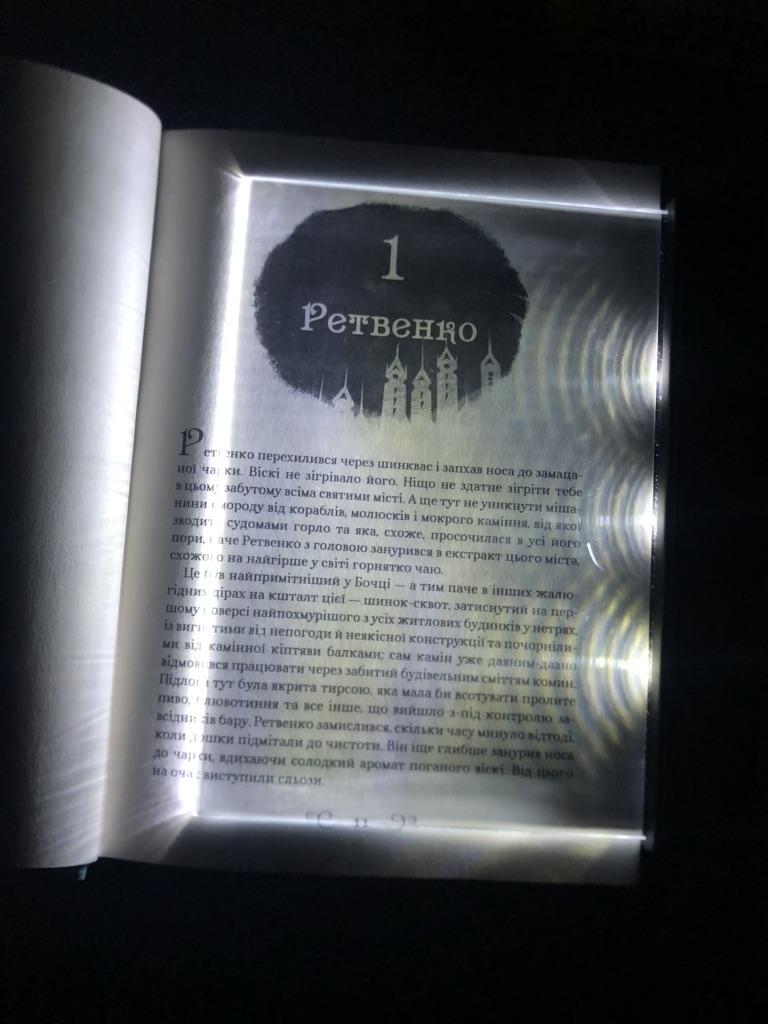 1
Ретвенко
Ретвенко перехилився через шинквас і запхав носа до замаца-
ної чарки. Віскі не зігрівало його. Ніщо не здатне зігріти тебе
в цьому забутому всіма святими місті. А ще тут не уникнути міша-
нини смороду від кораблів, молюсків і мокрого каміння, від якої
зводить судомами горло та яка, схоже, просочилася в усі його
пори, наче Ретвенко з головою занурився в екстракт цього міста,
схожого на найгірше у світі горнятко чаю.
Це був найпримітніший у Бочці — а тим паче в інших жалю-
гідних дірах на кшталт цієї — шинок-сквот, затиснутий на пер-
шому поверсі найпохмурішого з усіх житлових будинків у нетрях,
із вигнутими від непогоди й неякісної конструкції та почорніли-
ми від камінної кіптяви балками; сам камін уже давним-давно
відмовився працювати через забитий будівельним сміттям комин.
Підлога тут була вкрита тирсою, яка мала би всотувати пролите
пиво, блювотиння та все інше, що вийшло з-під контролю за-
всідників бару. Ретвенко замислився, скільки часу минуло відтоді,
коли дошки підмітали до чистоти. Він іще глибше занурив носа
до чарки, вдихаючи солодкий аромат поганого віскі. Від цього
на очах виступили сльози.
11